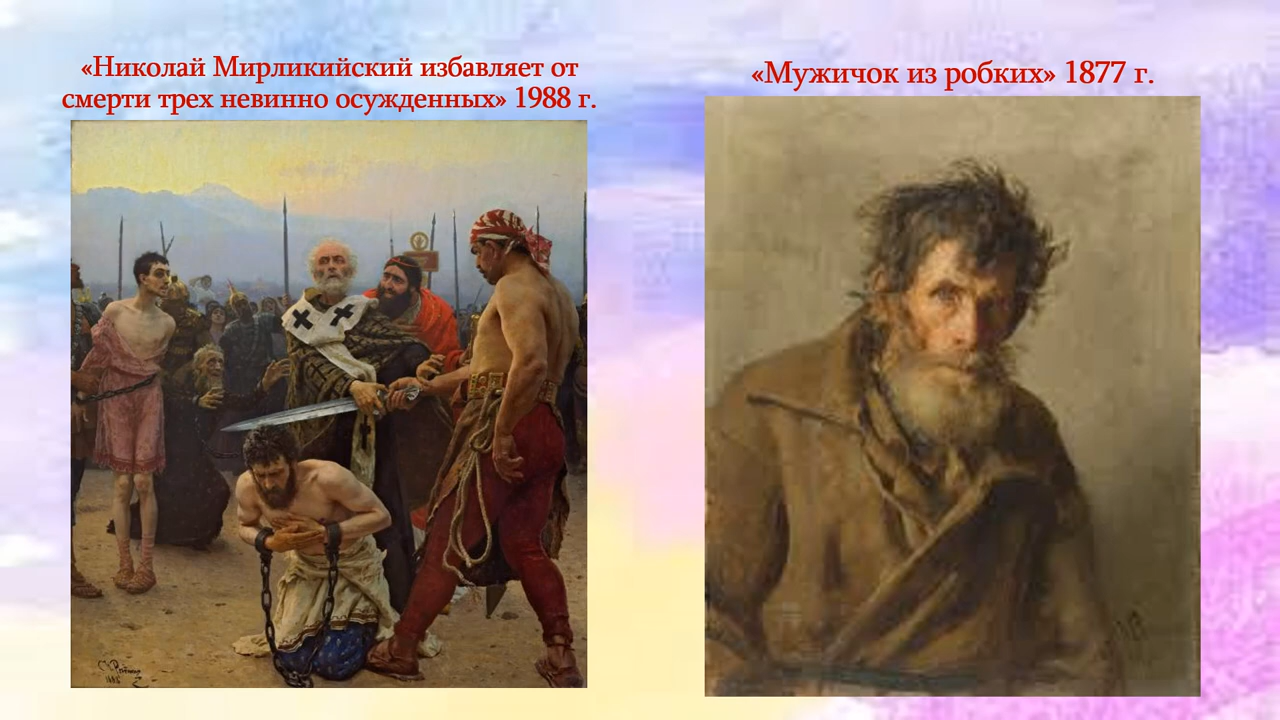 «Николай Мирликийский избавляет от
смерти трех невинно осужденных» 1988 г.
«Мужичок из робких» 1877 г.